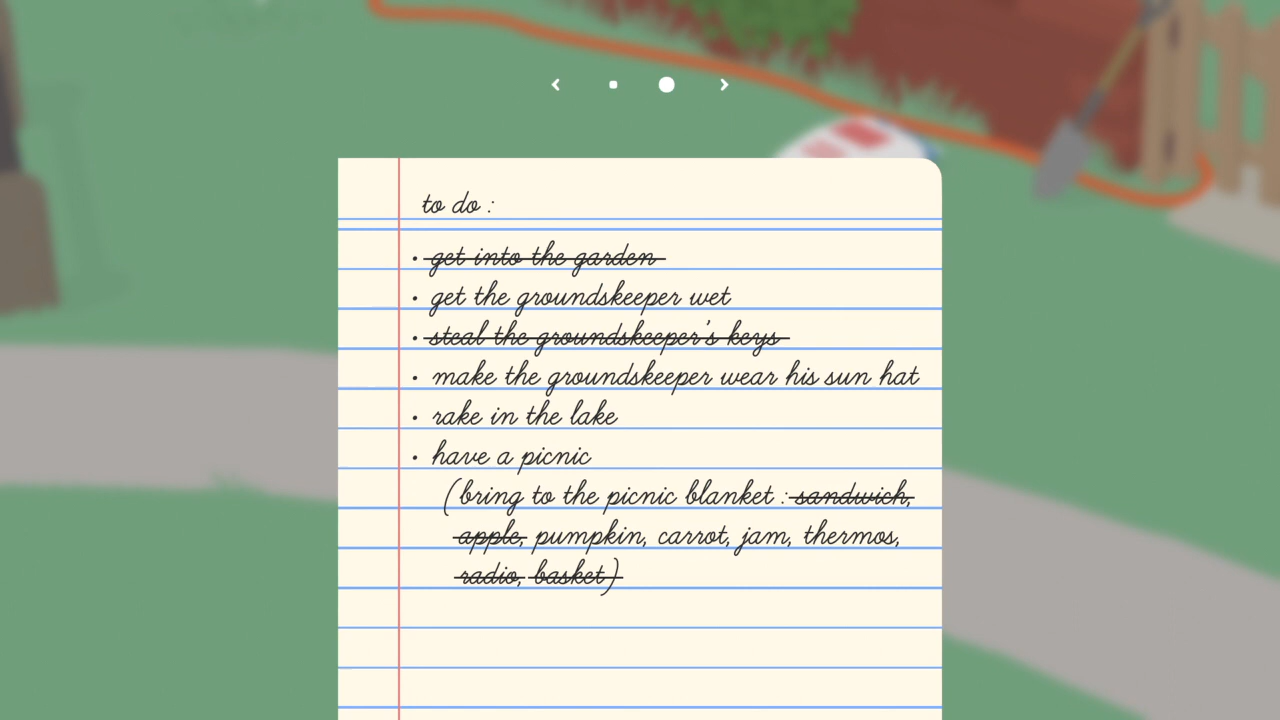 to do :
• get into the garden
• get the groundskeeper wet
• steal the groundskeeper's keys
• make the groundskeeper wear his sun hat
• rake in the lake
• have a picnic
(bring to the picnic blanket : sandwich,
apple, pumpkin, carrot, jam, thermos,
radio, basket)